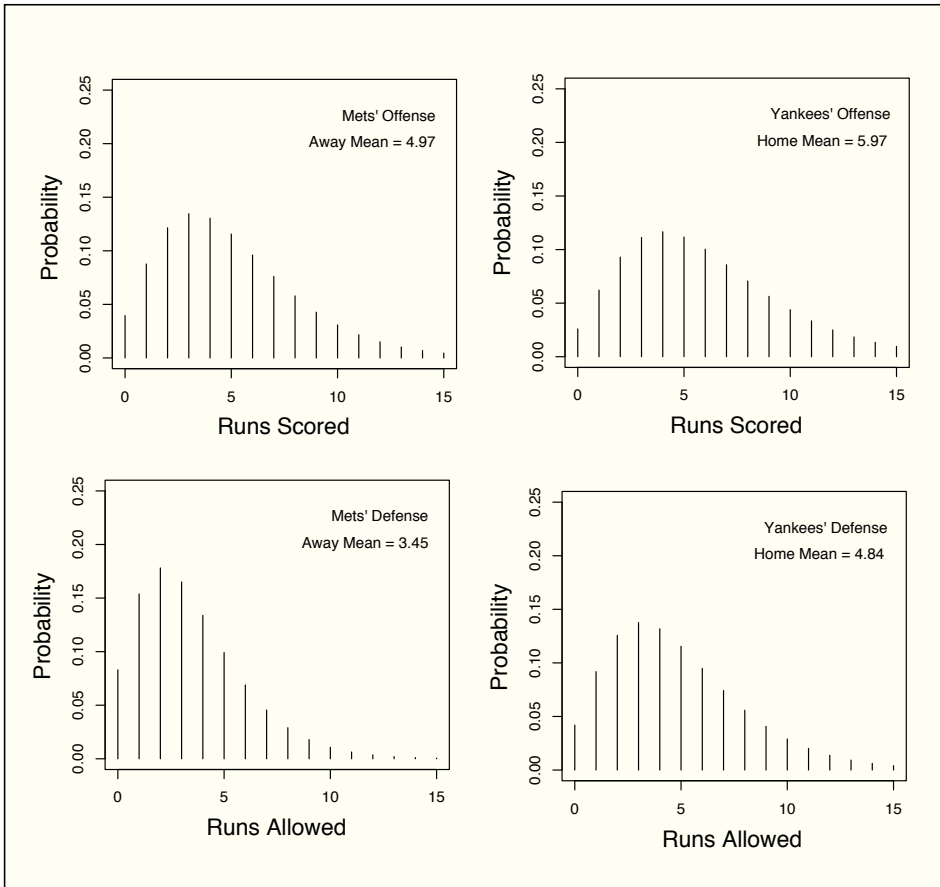 Mets' Offense
Away Mean = 4.97
Probability
0.00 0.05 0.10 0.15 0.20 0.25
0 5 10 15
Runs Scored
Yankees' Offense
Home Mean = 5.97
Probability
0.00 0.05 0.10 0.15 0.20 0.25
0 5 10 15
Runs Scored
Mets' Defense
Away Mean = 3.45
Probability
0.00 0.05 0.10 0.15 0.20 0.25
0 5 10 15
Runs Allowed
Yankees' Defense
Home Mean = 4.84
Probability
0.00 0.05 0.10 0.15 0.20 0.25
0 5 10 15
Runs Allowed